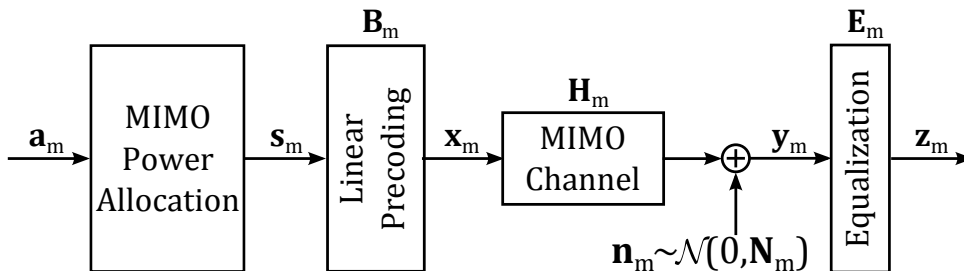 B_m
E_m
H_m
a_m
MIMO
Power
Allocation
s_m
Linear
Precoding
x_m
MIMO
Channel
y_m
Equalization
z_m
n_m~𝒩(0,N_m)